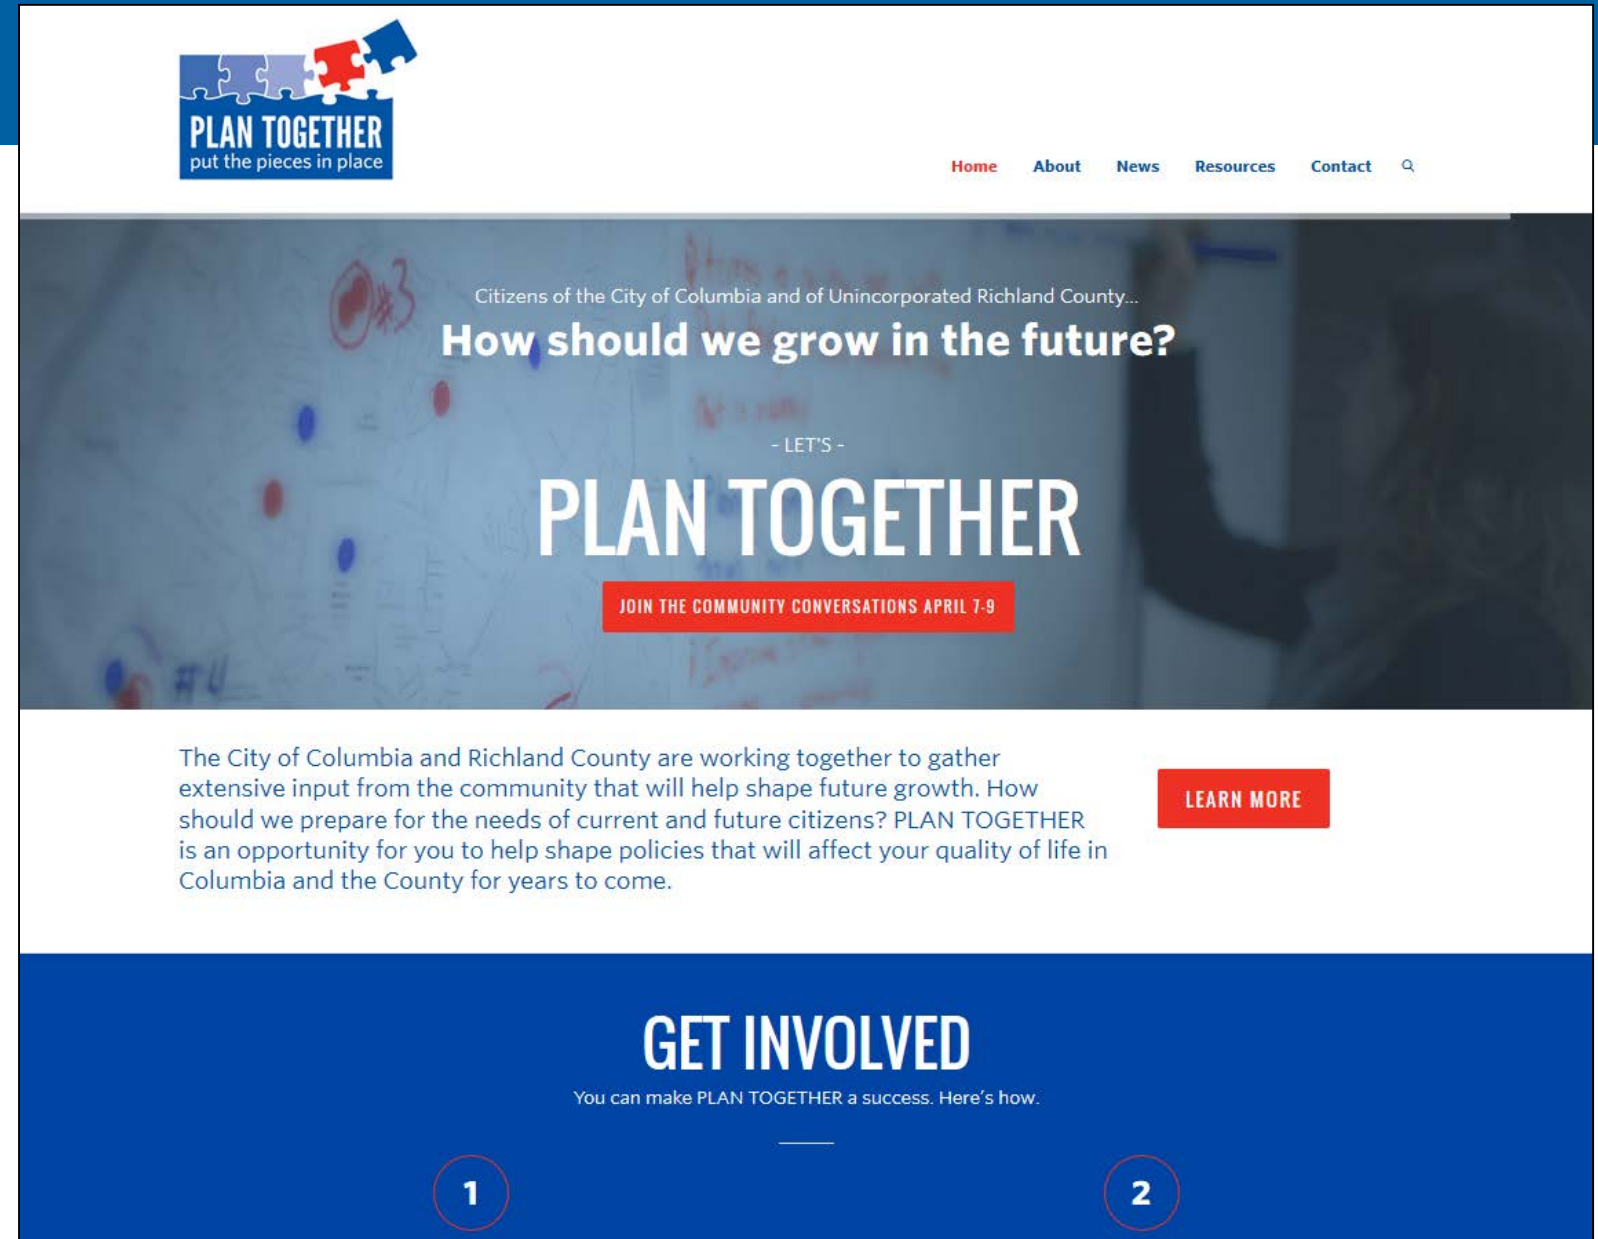 PLAN TOGETHER
put the pieces in place
Home About News Resources Contact
Citizens of the City of Columbia and of Unincorporated Richland County...
How should we grow in the future?
#3
- LET'S -
PLAN TOGETHER
JOIN THE COMMUNITY CONVERSATIONS APRIL 7-9
#4
The City of Columbia and Richland County are working together to gather
extensive input from the community that will help shape future growth. How
should we prepare for the needs of current and future citizens? PLAN TOGETHER
is an opportunity for you to help shape policies that will affect your quality of life in
Columbia and the County for years to come.
LEARN MORE
GET INVOLVED
You can make PLAN TOGETHER a success. Here's how.
1 2